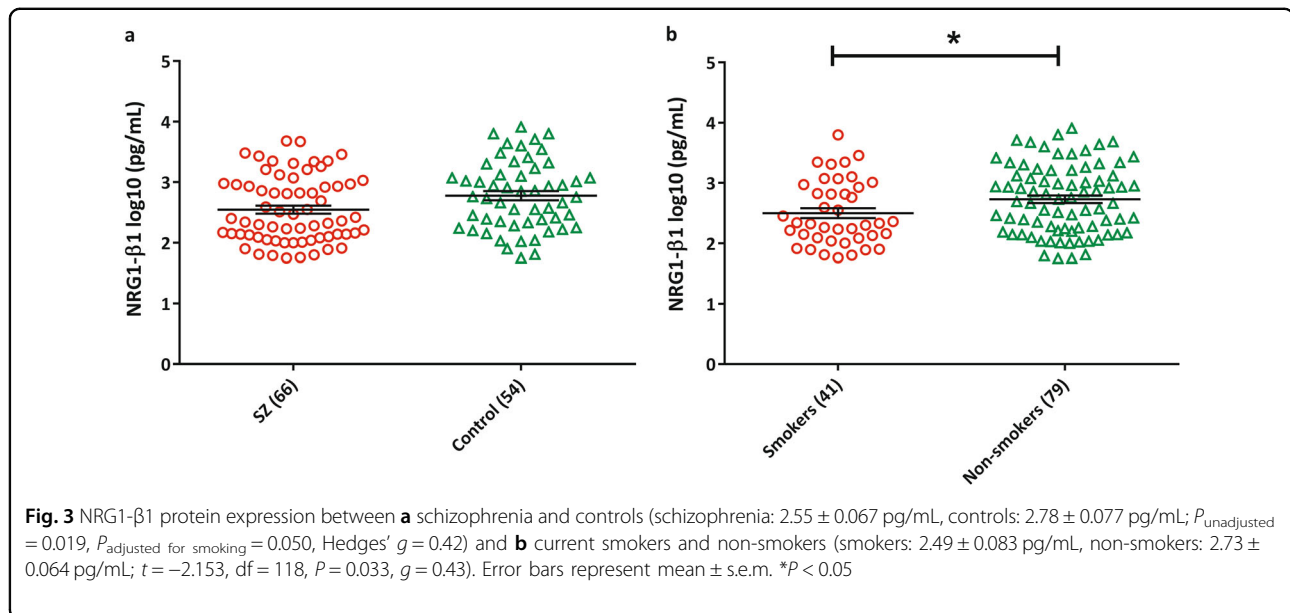 a
5
4
3
2
1
0
NRG1-β1 log10 (pg/mL)
SZ (66)
Control (54)
b
*
5
4
3
2
1
0
NRG1-β1 log10 (pg/mL)
Smokers (41)
Non-smokers (79)
Fig. 3 NRG1-β1 protein expression between a schizophrenia and controls (schizophrenia: 2.55 ± 0.067 pg/mL, controls: 2.78 ± 0.077 pg/mL; P unadjusted
= 0.019, P adjusted for smoking = 0.050, Hedges’ g = 0.42) and b current smokers and non-smokers (smokers: 2.49 ± 0.083 pg/mL, non-smokers: 2.73 ±
0.064 pg/mL; t = −2.153, df = 118, P = 0.033, g = 0.43). Error bars represent mean ± s.e.m. *P < 0.05